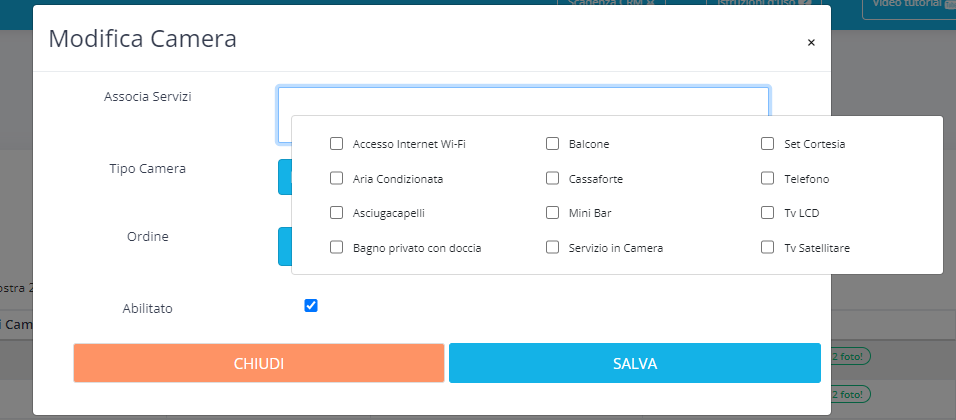 Scadenza CRM
Istruzioni d'uso
Video tutorial
Modifica Camera
×
Associa Servizi
Accesso Internet Wi-Fi
Balcone
Set Cortesia
Tipo Camera
Aria Condizionata
Cassaforte
Telefono
Asciugacapelli
Mini Bar
Tv LCD
Ordine
Bagno privato con doccia
Servizio in Camera
Tv Satellitare
ostra 2
Abilitato
Cam
CHIUDI
SALVA
2 foto!
2 foto!